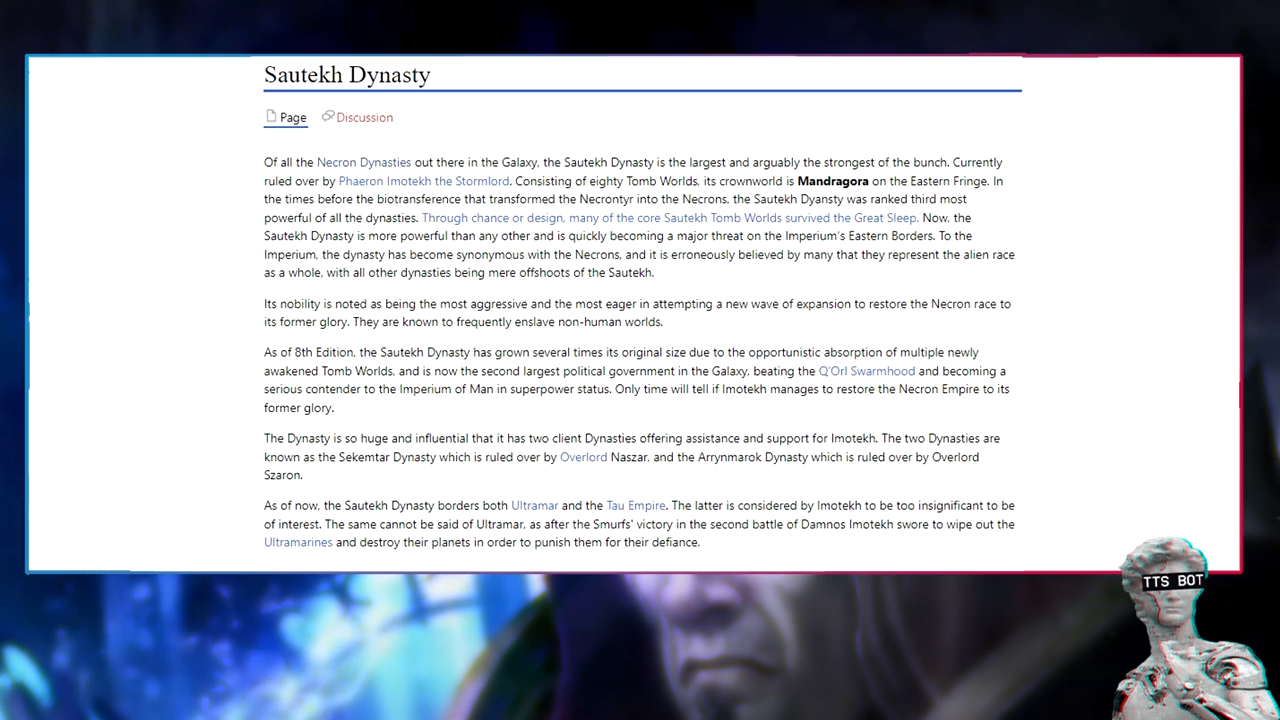 Sautekh Dynasty
Page Discussion
Of all the Necron Dynasties out there in the Galaxy, the Sautekh Dynasty is the largest and arguably the strongest of the bunch. Currently
ruled over by Phaeron Imotekh the Stormlord. Consisting of eighty Tomb Worlds, its crownworld is Mandragora on the Eastern Fringe. In
the times before the biotransference that transformed the Necrontyr into the Necrons, the Sautekh Dyansty was ranked third most
powerful of all the dynasties. Through chance or design, many of the core Sautekh Tomb Worlds survived the Great Sleep. Now, the
Sautekh Dynasty is more powerful than any other and is quickly becoming a major threat on the Imperium's Eastern Borders. To the
Imperium, the dynasty has become synonymous with the Necrons, and it is erroneously believed by many that they represent the alien race
as a whole, with all other dynasties being mere offshoots of the Sautekh.
Its nobility is noted as being the most aggressive and the most eager in attempting a new wave of expansion to restore the Necron race to
its former glory. They are known to frequently enslave non-human worlds.
As of 8th Edition, the Sautekh Dynasty has grown several times its original size due to the opportunistic absorption of multiple newly
awakened Tomb Worlds, and is now the second largest political government in the Galaxy, beating the Q'Orl Swarmhood and becoming a
serious contender to the Imperium of Man in superpower status. Only time will tell if Imotekh manages to restore the Necron Empire to its
former glory.
The Dynasty is so huge and influential that it has two client Dynasties offering assistance and support for Imotekh. The two Dynasties are
known as the Sekemtar Dynasty which is ruled over by Overlord Naszar, and the Arrynmarok Dynasty which is ruled over by Overlord
Szaron.
As of now, the Sautekh Dynasty borders both Ultramar and the Tau Empire. The latter is considered by Imotekh to be too insignificant to be
of interest. The same cannot be said of Ultramar, as after the Smurfs' victory in the second battle of Damnos Imotekh swore to wipe out the
Ultramarines and destroy their planets in order to punish them for their defiance.
TTS BOT